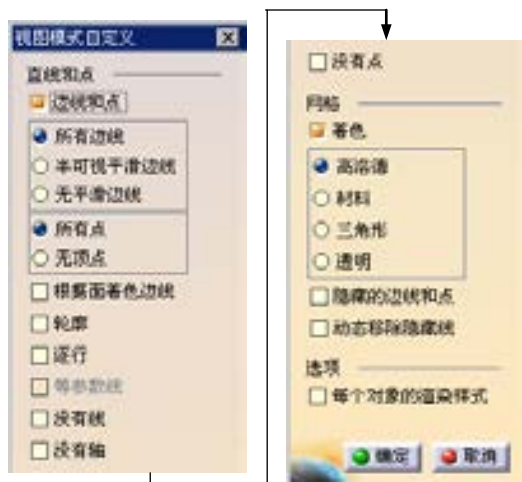 视图模式自定义
直线和点
边线和点
所有边线
半可视平滑边线
无平滑边线
所有点
无顶点
根据面着色边线
轮廓
逐行
等参数线
没有线
没有轴
没有点
网格
着色
高洛德
材料
三角形
透明
隐藏的边线和点
动态移除隐藏线
选项
每个对象的渲染样式
确定
取消